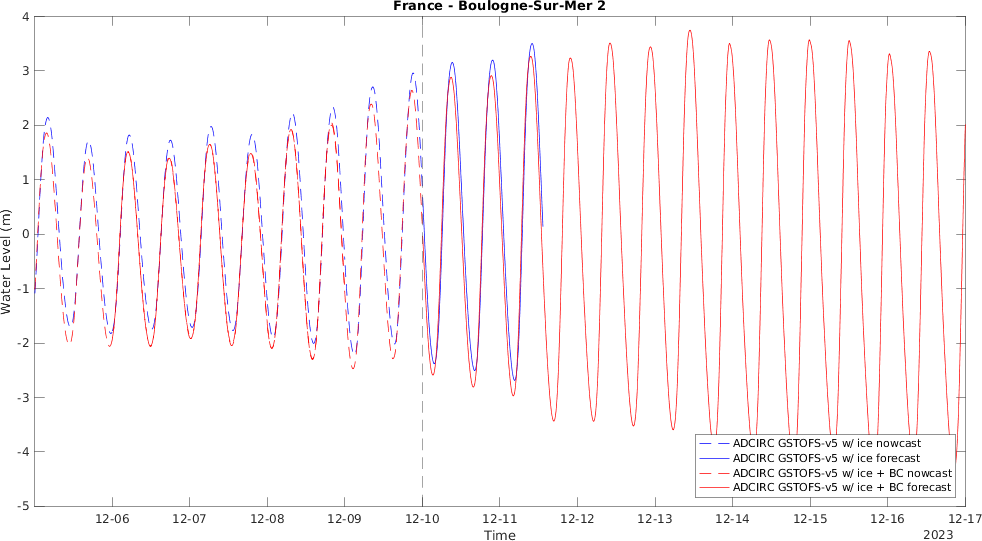 France - Boulogne-Sur-Mer 2
4
3
2
1
0
-1
-2
-3
-4
-5
Water Level (m)
ADCIRC GSTOFS-v5 w/ ice nowcast
ADCIRC GSTOFS-v5 w/ ice forecast
ADCIRC GSTOFS-v5 w/ ice + BC nowcast
ADCIRC GSTOFS-v5 w/ ice + BC forecast
12-06 12-07 12-08 12-09 12-10 12-11 12-12 12-13 12-14 12-15 12-16 12-17
Time
2023